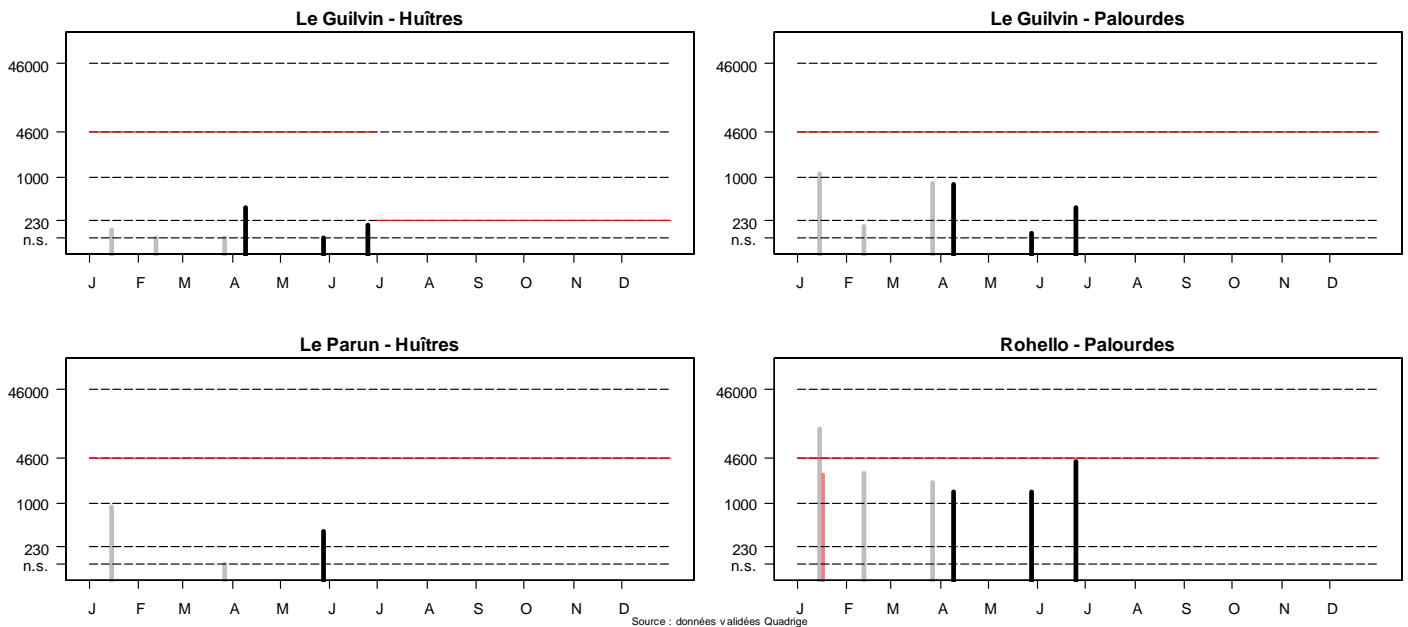 Le Guilvin - Huîtres
46000
4600
1000
230
n.s.
J F M A M J J A S O N D
Le Guilvin - Palourdes
46000
4600
1000
230
n.s.
J F M A M J J A S O N D
Le Parun - Huîtres
46000
4600
1000
230
n.s.
J F M A M J J A S O N D
Rohello - Palourdes
46000
4600
1000
230
n.s.
J F M A M J J A S O N D
Source : données validées Quadrige